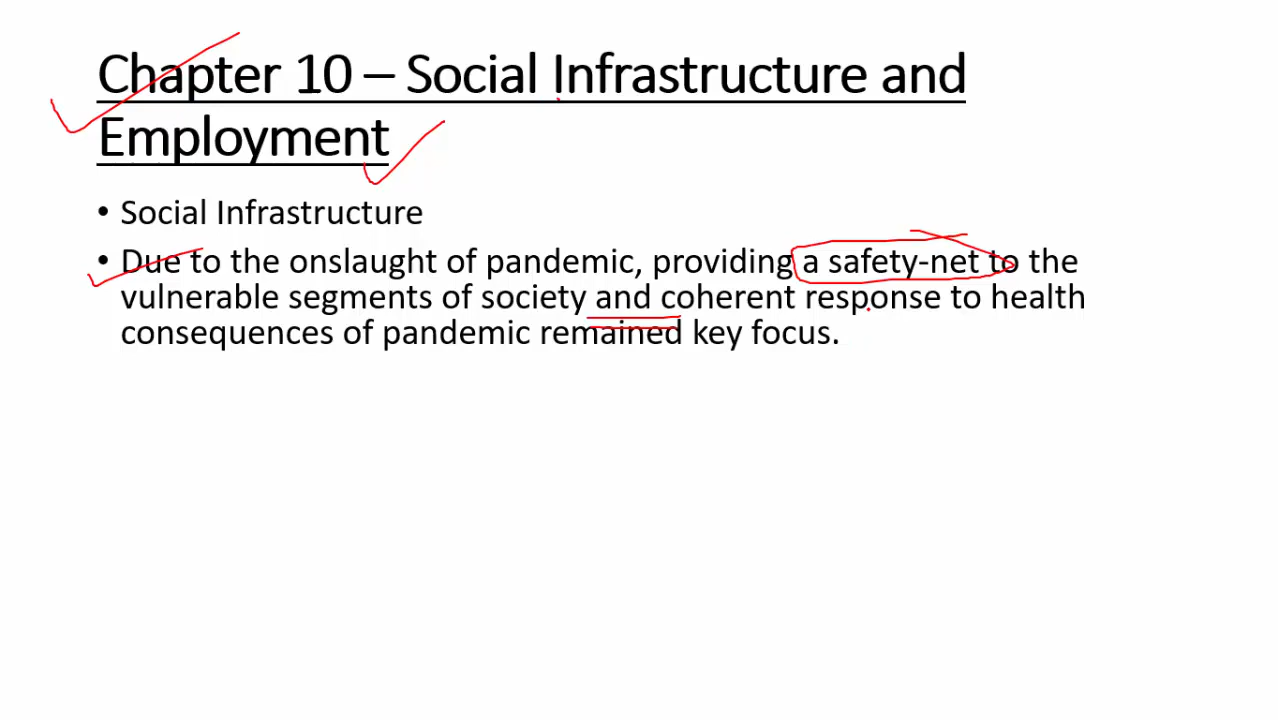 Chapter 10 – Social Infrastructure and
Employment
• Social Infrastructure
• Due to the onslaught of pandemic, providing a safety-net to the
vulnerable segments of society and coherent response to health
consequences of pandemic remained key focus.